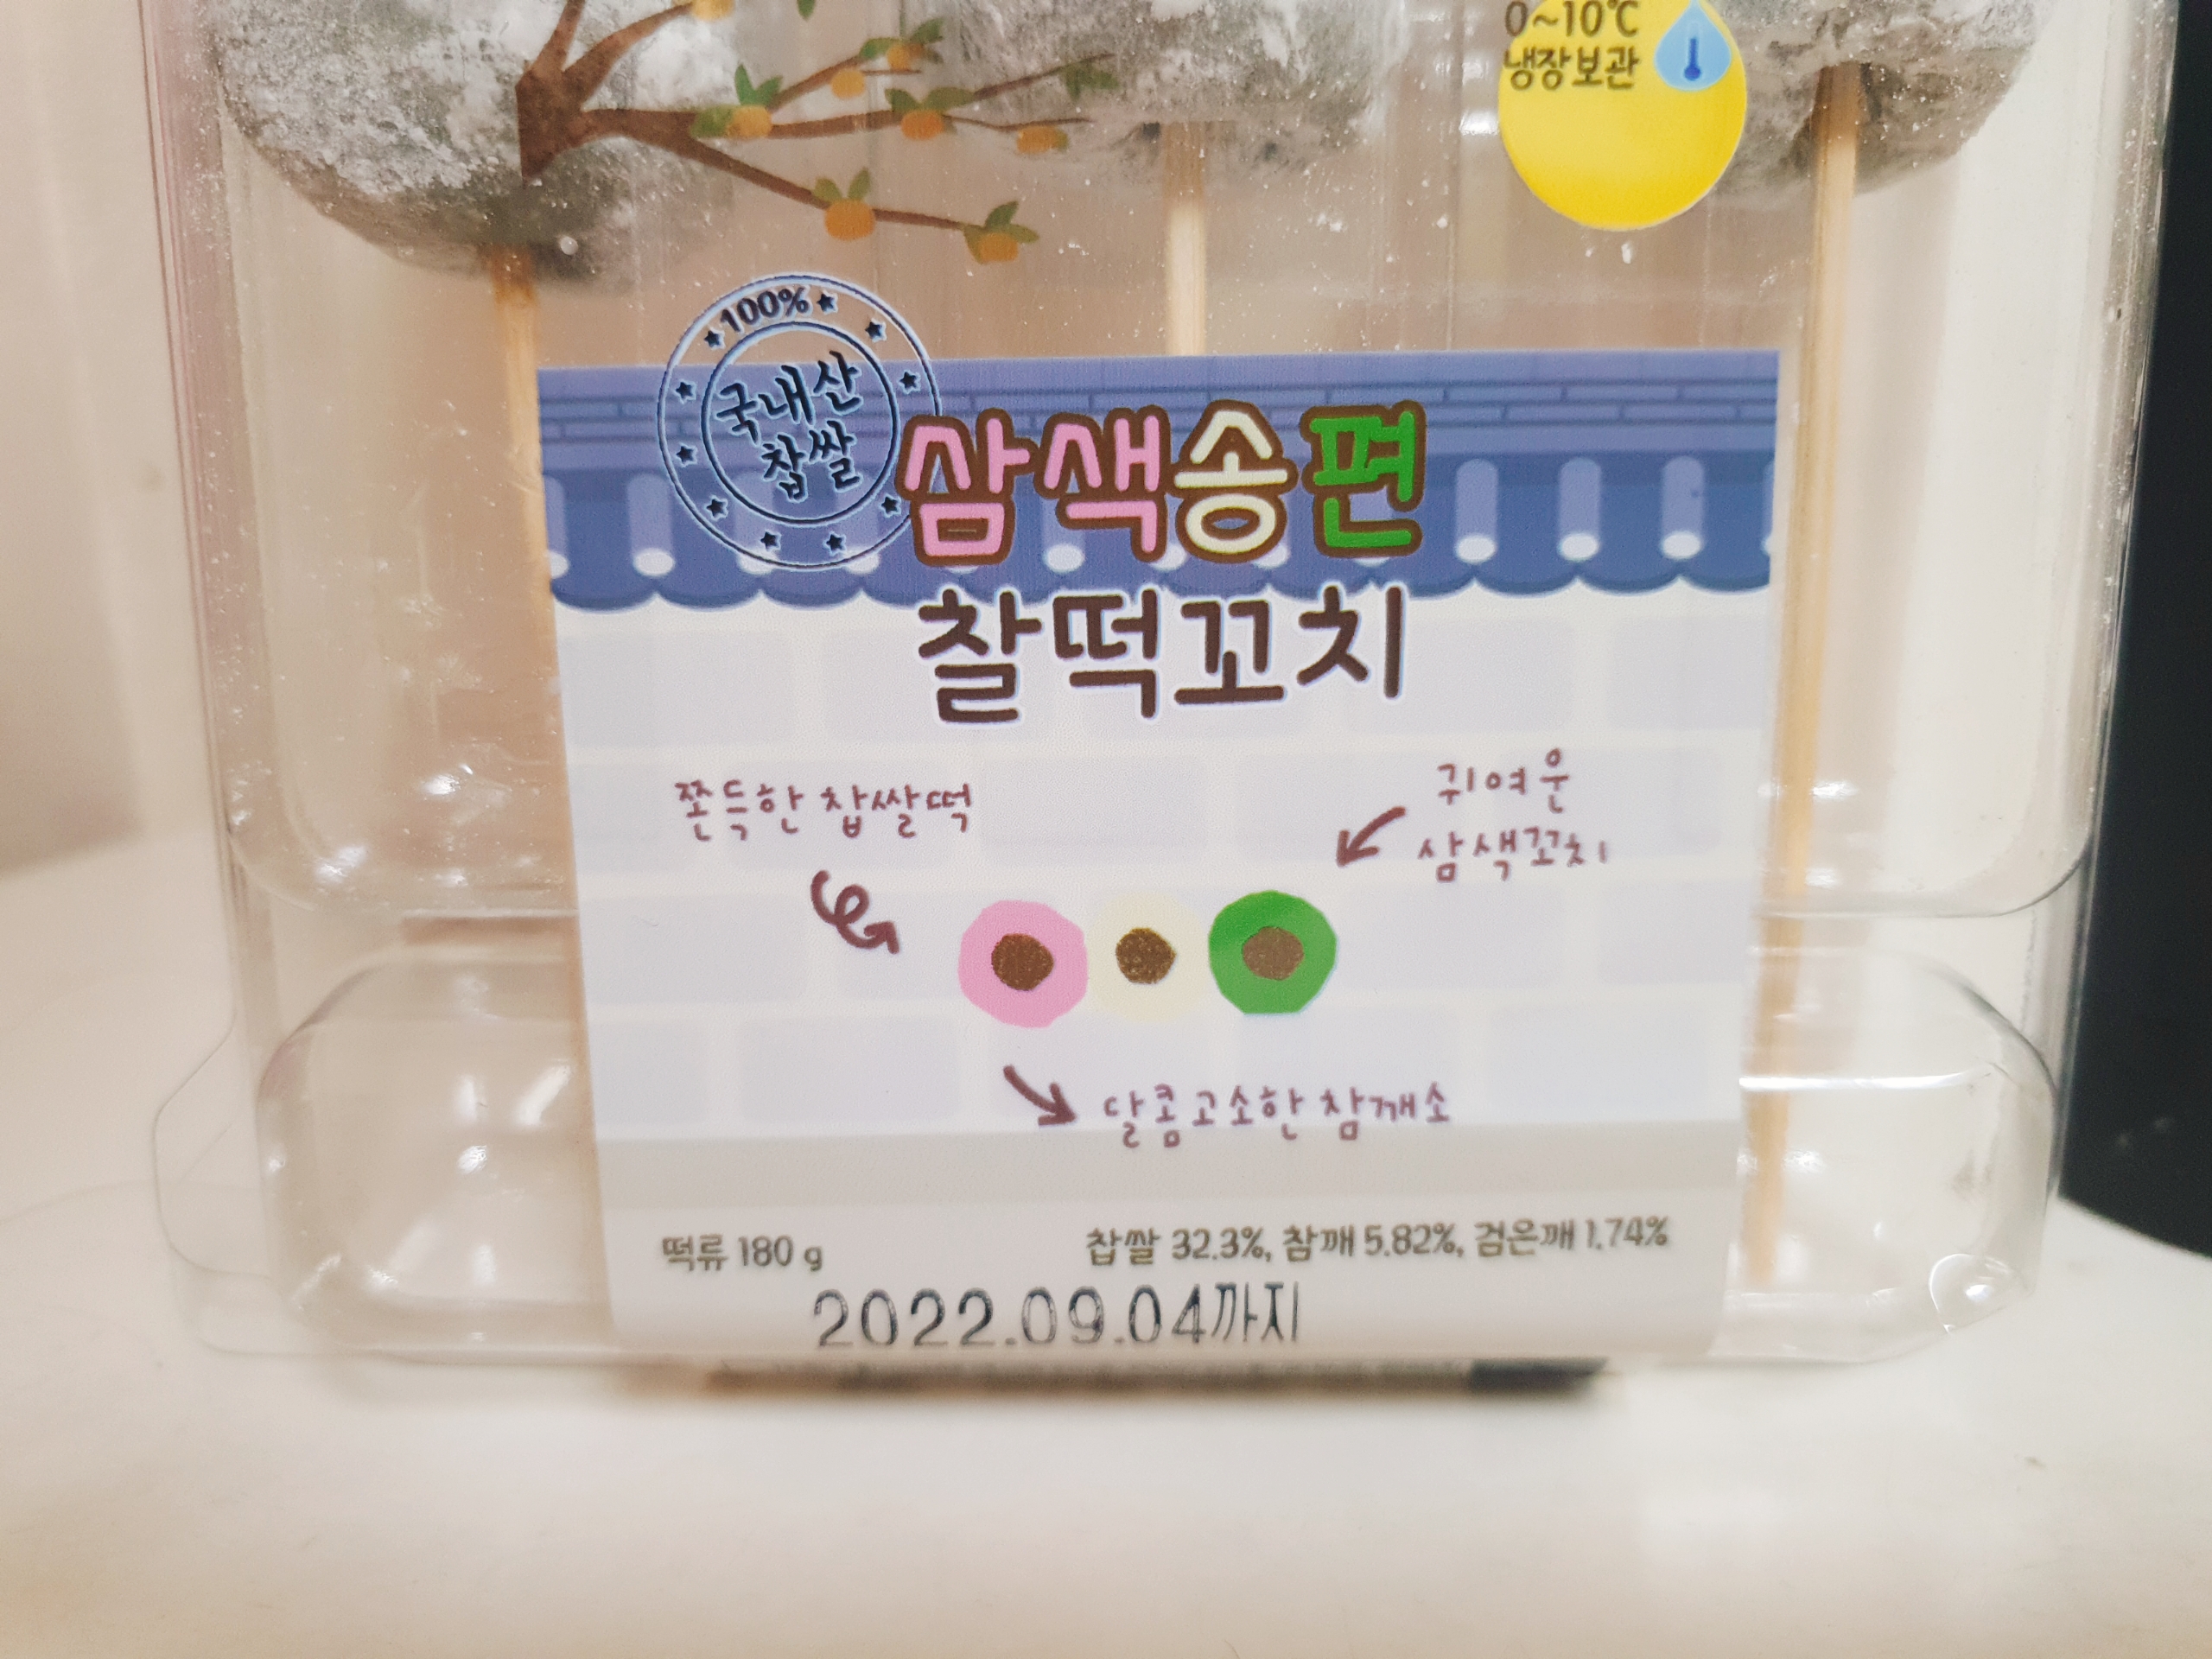 0~10℃
냉장보관
100%
국내산
찹쌀
삼색송편
찰떡꼬치
쫀득한 찹쌀떡
귀여운
삼색꼬치
달콤고소한 참깨소
떡류 180 g
찹쌀 32.3%, 참깨 5.82%, 검은깨 1.74%
2022.09.04까지